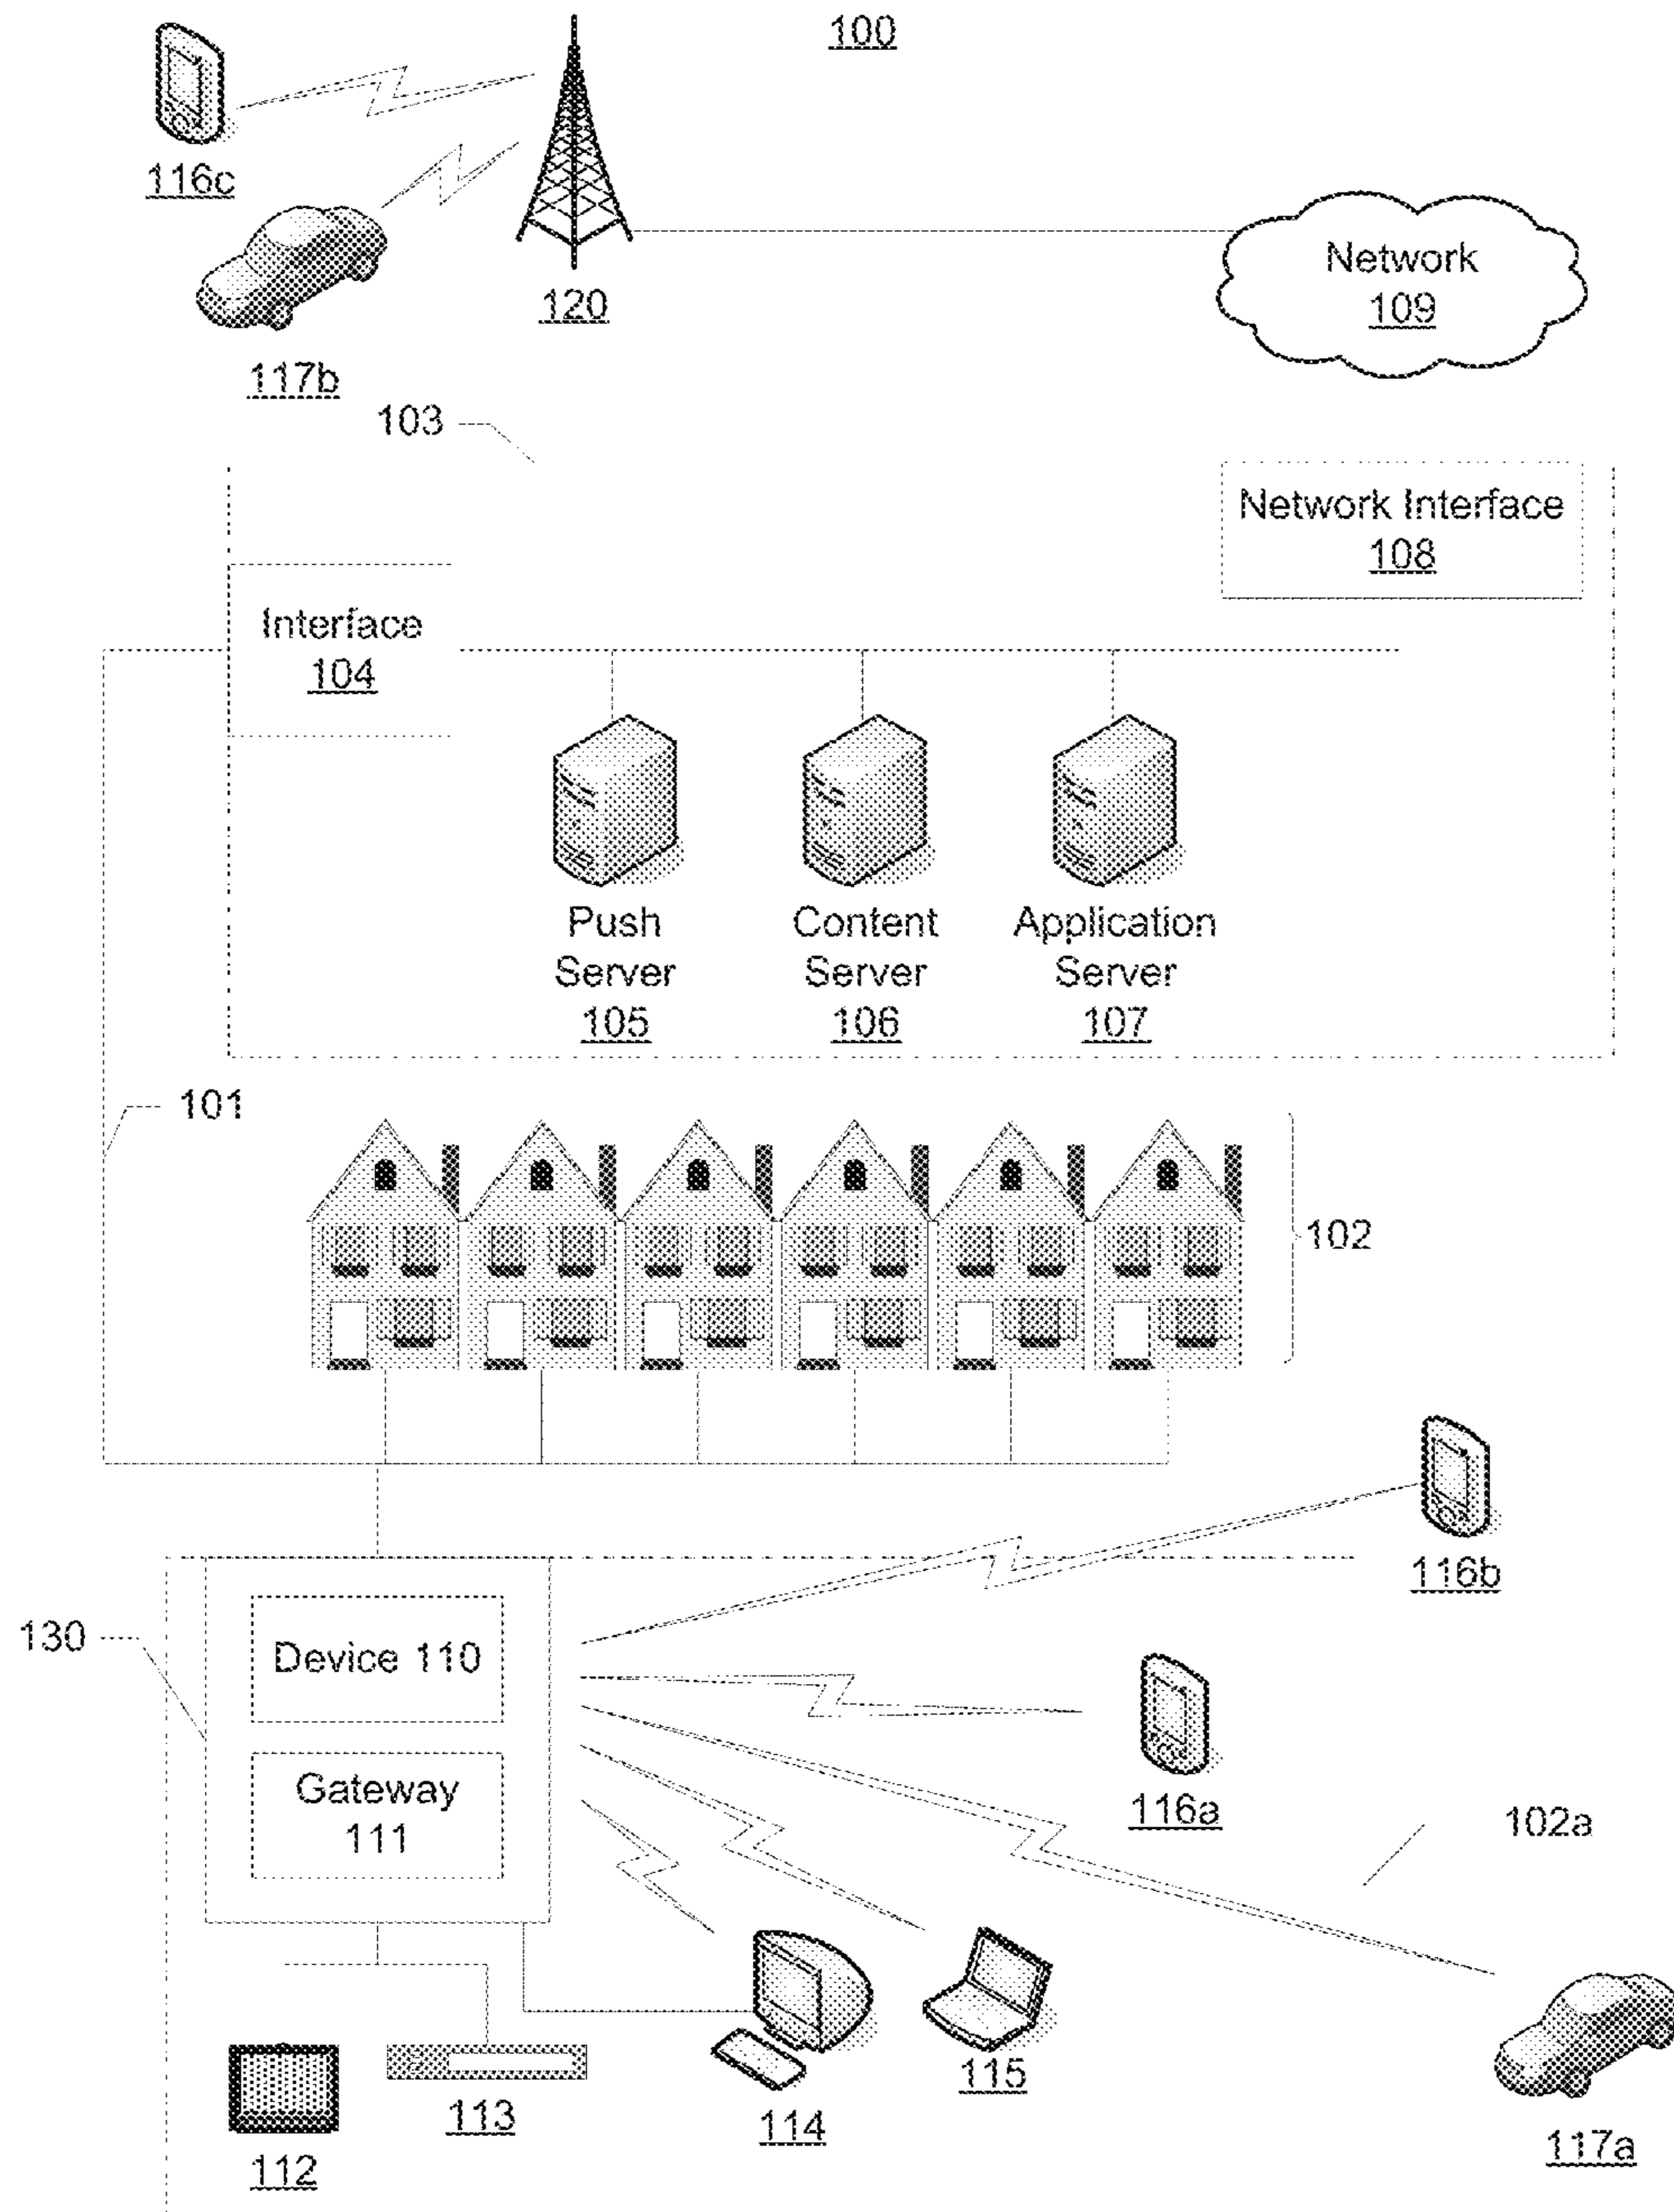 100
116c
120
Network
109
117b
103
Network Interface
108
Interface
104
Push
Server
105
Content
Server
106
Application
Server
107
101
102
116b
130
Device 110
116a
Gateway
111
102a
112
113
114
115
117a